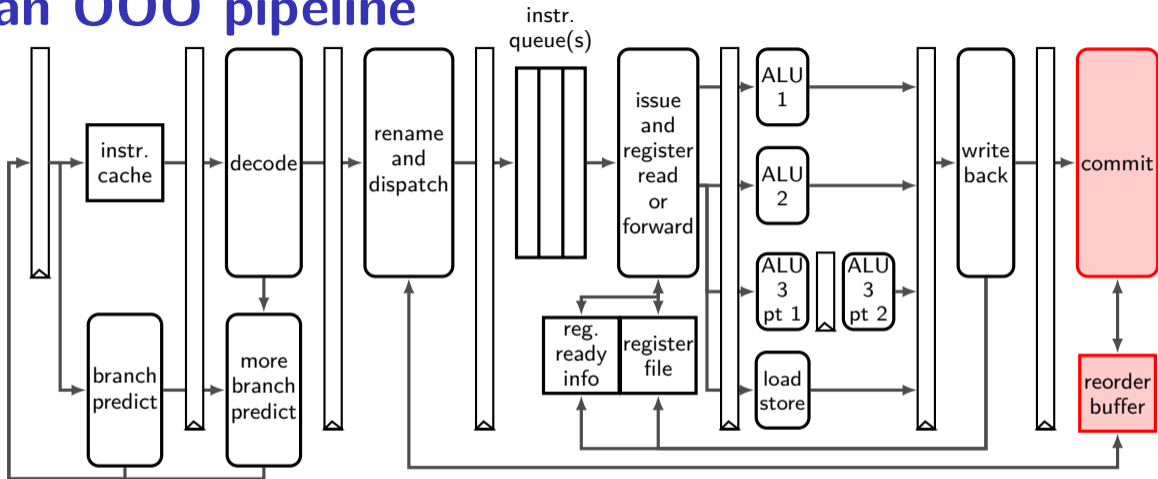 an OOO pipeline
instr.
queue(s)
instr.
cache
decode
rename
and
dispatch
issue
and
register
read
or
forward
ALU
1
ALU
2
ALU
3
pt 1
ALU
3
pt 2
load
store
write
back
commit
branch
predict
more
branch
predict
reg.
ready
info
register
file
reorder
buffer